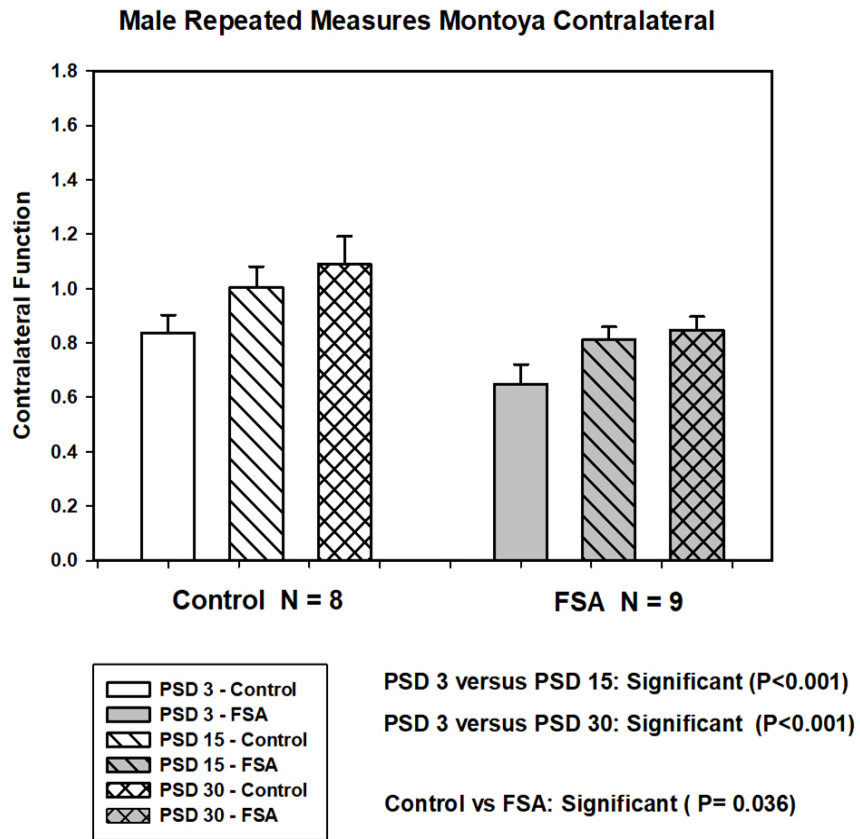 Male Repeated Measures Montoya Contralateral
Contralateral Function
1.8
1.6
1.4
1.2
1.0
0.8
0.6
0.4
0.2
0.0
Control N = 8
FSA N = 9
PSD 3 - Control
PSD 3 - FSA
PSD 15 - Control
PSD 15 - FSA
PSD 30 - Control
PSD 30 - FSA
PSD 3 versus PSD 15: Significant (P<0.001)
PSD 3 versus PSD 30: Significant (P<0.001)
Control vs FSA: Significant ( P= 0.036)